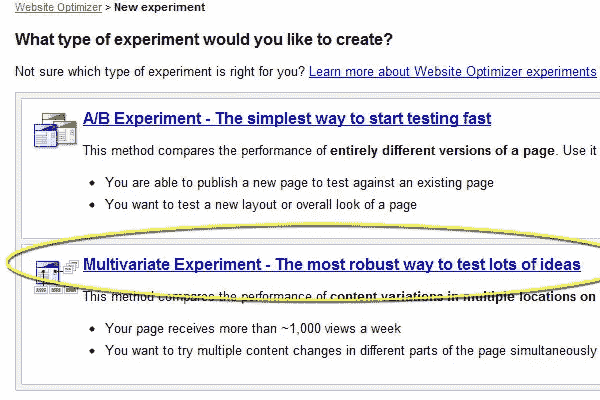 Website Optimizer > New experiment
What type of experiment would you like to create?
Not sure which type of experiment is right for you? Learn more about Website Optimizer experiments
A/B Experiment - The simplest way to start testing fast
This method compares the performance of entirely different versions of a page. Use it
• You are able to publish a new page to test against an existing page
• You want to test a new layout or overall look of a page
Multivariate Experiment - The most robust way to test lots of ideas
This method compares the performance of content variations in multiple locations on
• Your page receives more than ~1,000 views a week
• You want to try multiple content changes in different parts of the page simultaneously